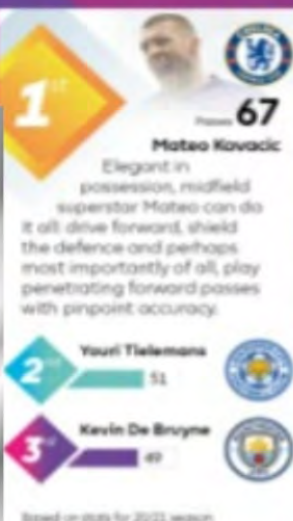 1ST
Passes 67
Mateo Kovacic
Elegant in
possession, midfield
superstar Mateo can do
it all: drive forward, shield
the defence and perhaps
most importantly of all, play
penetrating forward passes
with pinpoint accuracy.
2ND Youri Tielemans
51
3RD Kevin De Bruyne
49
Based on stats for 20/21 season